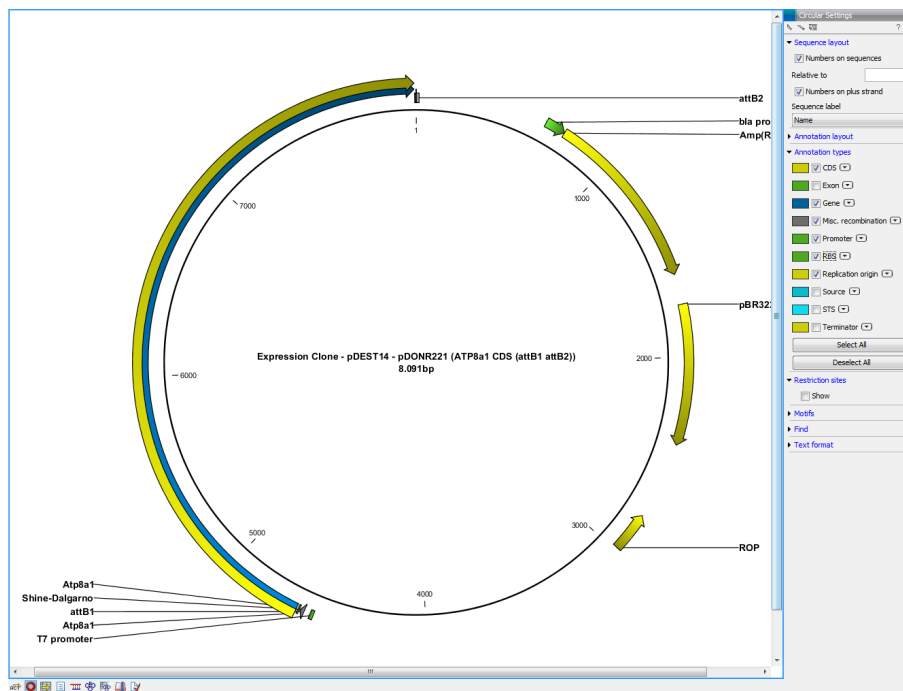 Circular Settings
?
Sequence layout
Numbers on sequences
Relative to
Numbers on plus strand
Sequence label
Name
Annotation layout
Annotation types
CDS
Exon
Gene
Misc. recombination
Promoter
RBS
Replication origin
Source
STS
Terminator
Select All
Deselect All
Restriction sites
Show
Motifs
Find
Text format
attB2
1
bla pro
Amp(R
1000
7000
pBR322
Expression Clone - pDEST14 - pDONR221 (ATP8a1 CDS (attB1 attB2))
8.091bp
2000
6000
3000
5000
ROP
4000
Atp8a1
Shine-Dalgarno
attB1
Atp8a1
T7 promoter